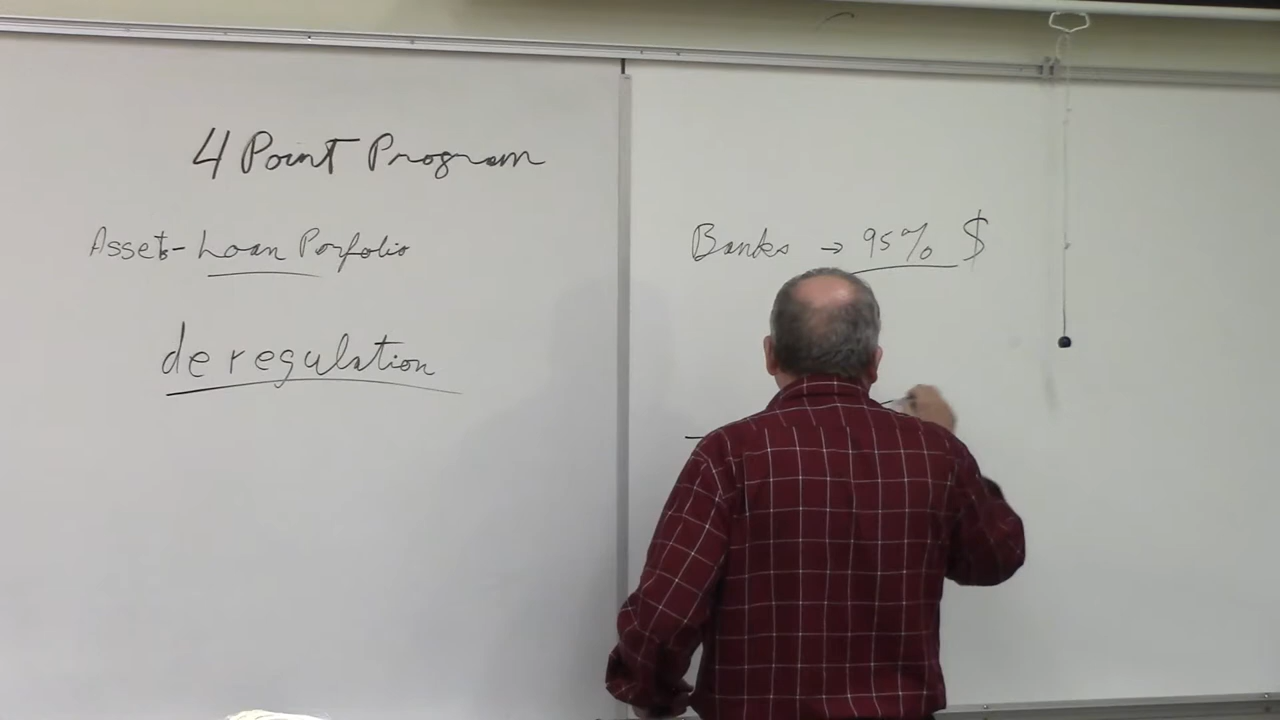 4 Point Program
Assets-Loan Porfolio
deregulation
Banks → 95% $